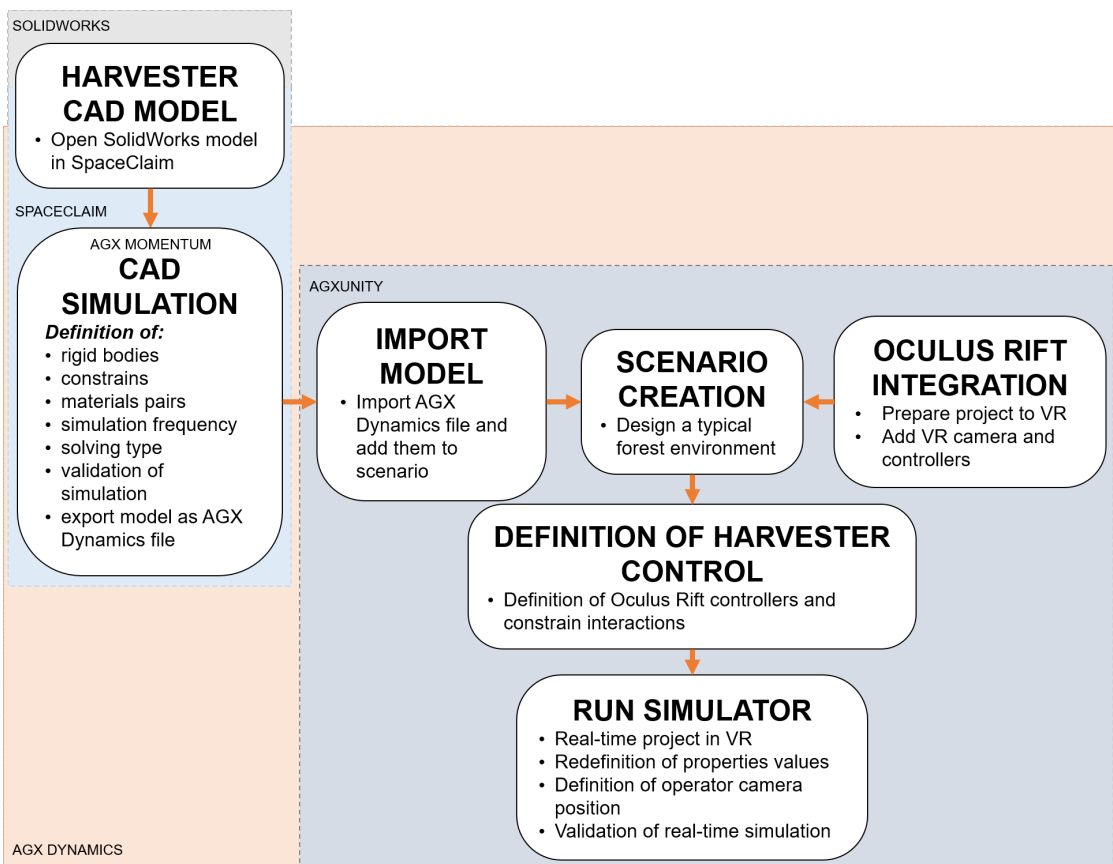 SOLIDWORKS
HARVESTER
CAD MODEL
• Open SolidWorks model
in SpaceClaim
SPACECLAIM
AGX MOMENTUM
CAD
SIMULATION
Definition of:
• rigid bodies
• constrains
• materials pairs
• simulation frequency
• solving type
• validation of
simulation
• export model as AGX
Dynamics file
AGXUNITY
IMPORT
MODEL
• Import AGX
Dynamics file and
add them to
scenario
SCENARIO
CREATION
• Design a typical
forest environment
OCULUS RIFT
INTEGRATION
• Prepare project to VR
• Add VR camera and
controllers
DEFINITION OF HARVESTER
CONTROL
• Definition of Oculus Rift controllers and
constrain interactions
RUN SIMULATOR
• Real-time project in VR
• Redefinition of properties values
• Definition of operator camera
position
• Validation of real-time simulation
AGX DYNAMICS